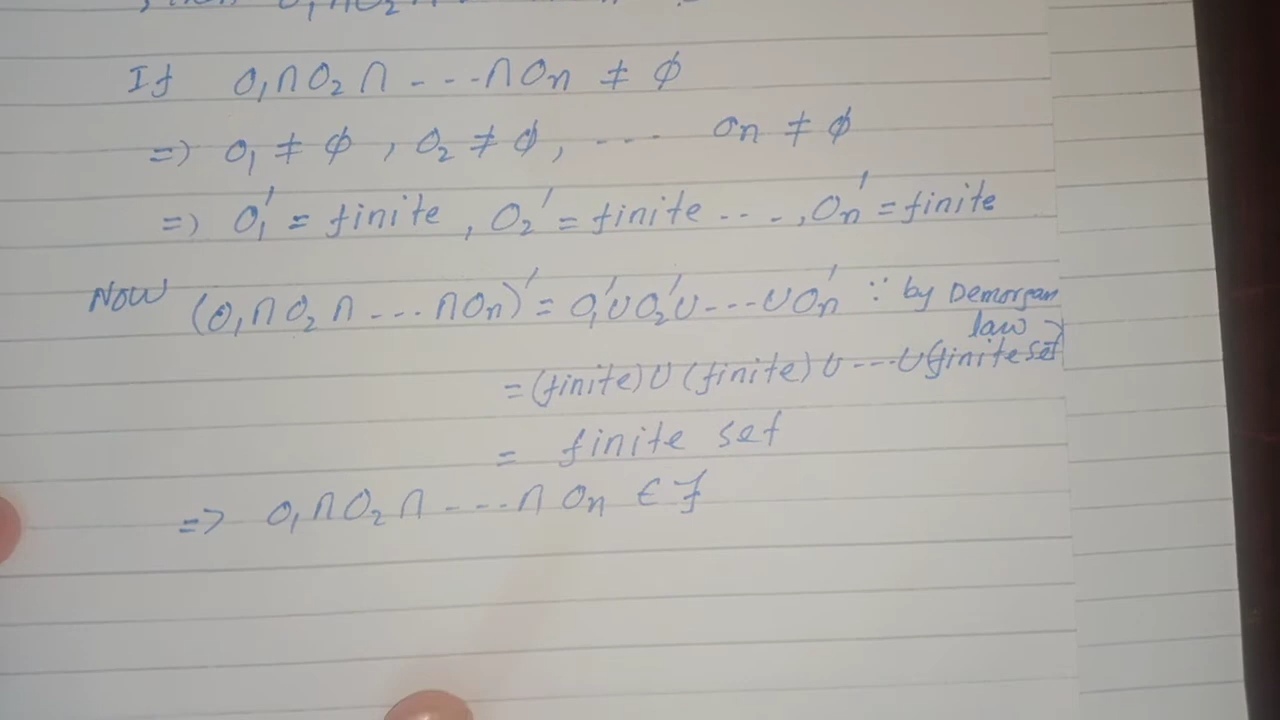 If O₁∩O₂∩ ---∩On ≠ ϕ
=> O₁ ≠ ϕ , O₂ ≠ ϕ, --- On ≠ ϕ
=> O₁' = finite , O₂' = finite ---, On' = finite
Now (O₁∩O₂∩ ---∩On)' = O₁'∪O₂'∪---∪On' ∵ by Demorgan
law
= (finite)∪(finite)∪---∪(finite set)
= finite set
=> O₁∩O₂∩ ---∩ On ∈ Ƒ